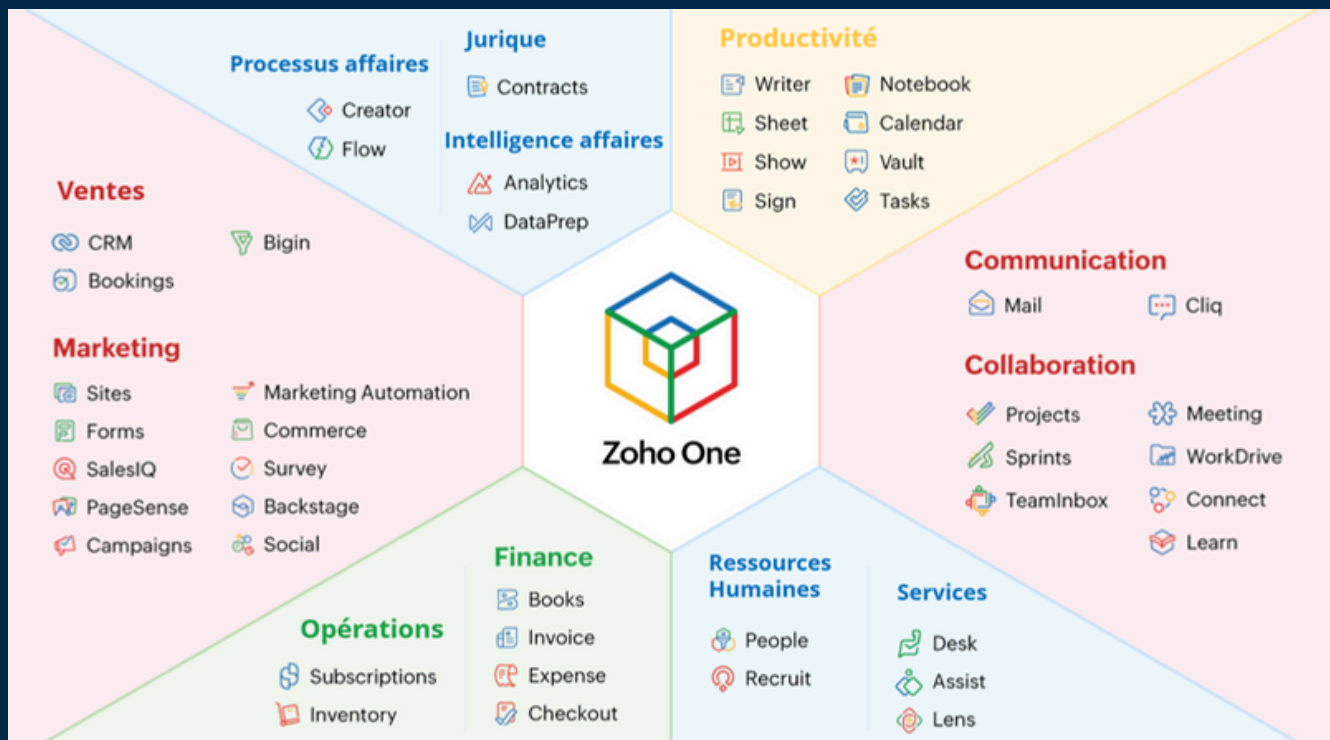 Processus affaires
Creator
Flow
Jurique
Contracts
Intelligence affaires
Analytics
DataPrep
Productivité
Writer
Notebook
Sheet
Calendar
Show
Vault
Sign
Tasks
Ventes
CRM
Bigin
Bookings
Marketing
Sites
Marketing Automation
Forms
Commerce
SalesIQ
Survey
PageSense
Backstage
Campaigns
Social
Zoho One
Communication
Mail
Cliq
Collaboration
Projects
Meeting
Sprints
WorkDrive
TeamInbox
Connect
Learn
Opérations
Subscriptions
Inventory
Finance
Books
Invoice
Expense
Checkout
Ressources
Humaines
People
Recruit
Services
Desk
Assist
Lens